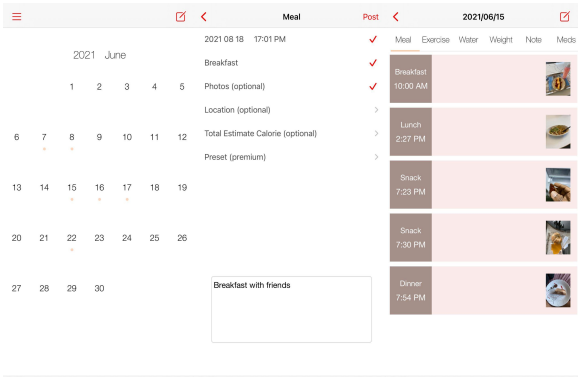 2021 June
1 2 3 4 5
6 7 8 9 10 11 12
13 14 15 16 17 18 19
20 21 22 23 24 25 26
27 28 29 30
Meal Post
2021 08 18 17:01 PM
Breakfast
Photos (optional)
Location (optional)
Total Estimate Calorie (optional)
Preset (premium)
Breakfast with friends
2021/06/15
Meal Exercise Water Weight Note Meds
Breakfast
10:00 AM
Lunch
2:27 PM
Snack
7:23 PM
Snack
7:30 PM
Dinner
7:54 PM